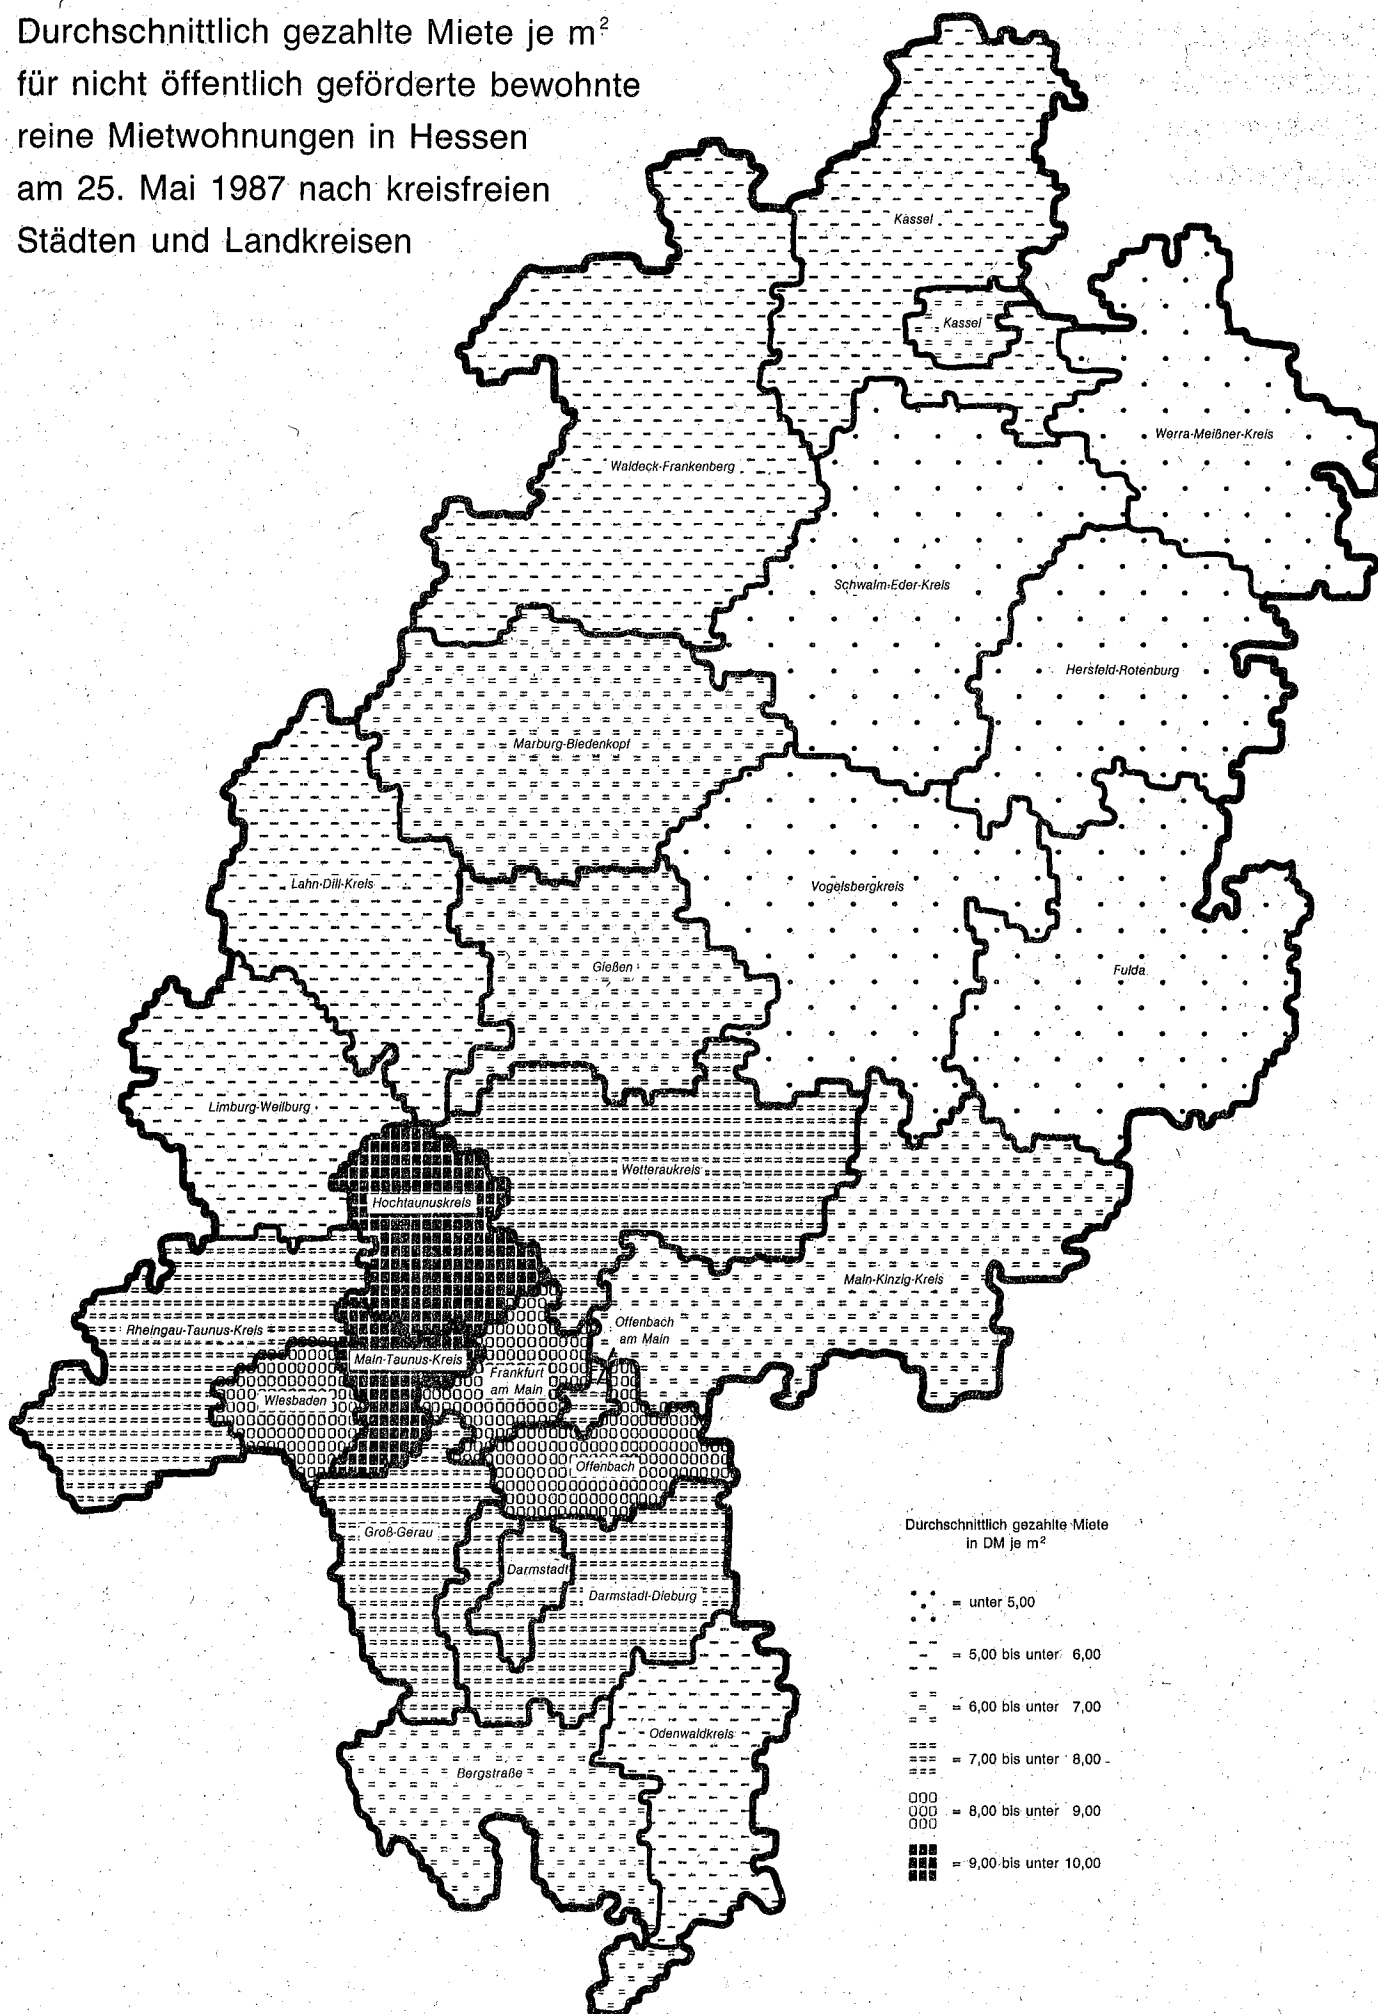 Durchschnittlich gezahlte Miete je m²
für nicht öffentlich geförderte bewohnte
reine Mietwohnungen in Hessen
am 25. Mai 1987 nach kreisfreien
Städten und Landkreisen
Kassel
Kassel
Werra-Meißner-Kreis
Waldeck-Frankenberg
Schwalm-Eder-Kreis
Hersfeld-Rotenburg
Marburg-Biedenkopf
Lahn-Dill-Kreis
Vogelsbergkreis
Gießen
Fulda
Limburg-Weilburg
Wetteraukreis
Hochtaunuskreis
Main-Kinzig-Kreis
Offenbach
am Main
Rheingau-Taunus-Kreis
Main-Taunus-Kreis
Frankfurt
am Main
Wiesbaden
Offenbach
Groß-Gerau
Darmstadt
Darmstadt-Dieburg
Odenwaldkreis
Bergstraße
Durchschnittlich gezahlte Miete
in DM je m²
= unter 5,00
= 5,00 bis unter 6,00
= 6,00 bis unter 7,00
= 7,00 bis unter 8,00
= 8,00 bis unter 9,00
= 9,00 bis unter 10,00